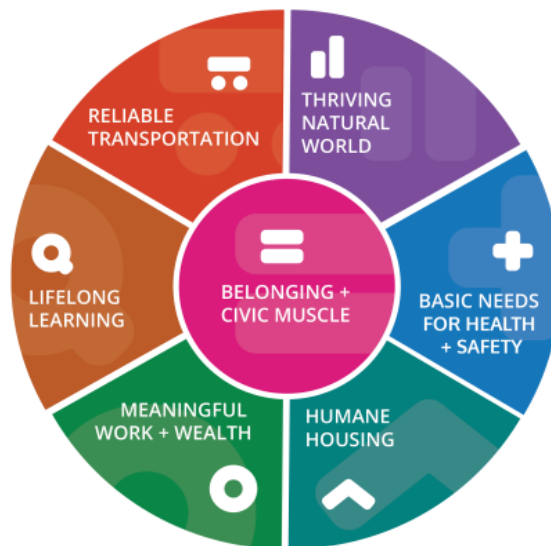 RELIABLE
TRANSPORTATION
THRIVING
NATURAL
WORLD
LIFELONG
LEARNING
BELONGING +
CIVIC MUSCLE
BASIC NEEDS
FOR HEALTH
+ SAFETY
MEANINGFUL
WORK + WEALTH
HUMANE
HOUSING